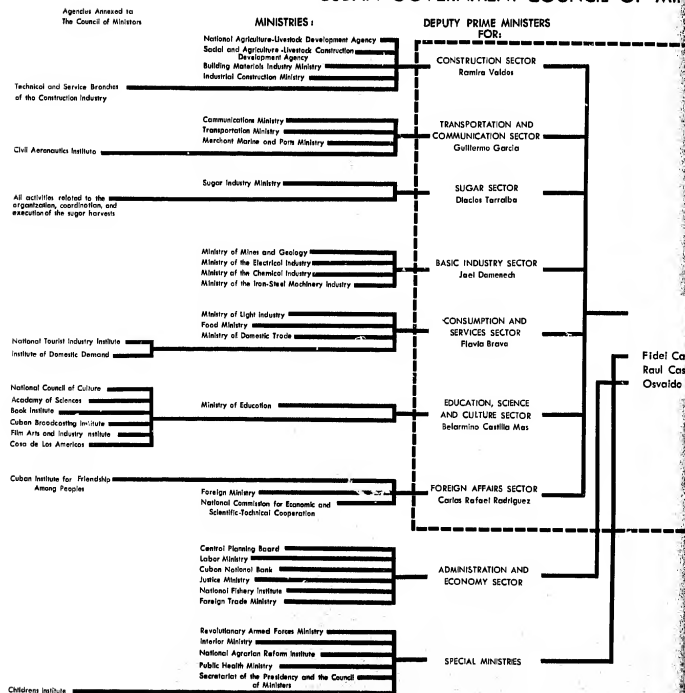 CUBAN GOVERNMENT COUNCIL OF
Agencies Annexed to
The Council of Ministors
MINISTRIES:
DEPUTY PRIME MINISTERS
FOR:
National Agriculture-Livestock Development Agency
Social and Agriculture -Livestock Construction
Development Agency
Building Materials Industry Ministry
Industrial Construction Ministry
Technical and Service Branches
of the Construction Industry
CONSTRUCTION SECTOR
Ramira Valdos
Communications Ministry
Transportation Ministry
Merchant Marine and Ports Ministry
Civil Aeronautics Institute
TRANSPORTATION AND
COMMUNICATION SECTOR
Guillermo Garcia
Sugar Industry Ministry
All activities related to the
organization, coordination, and
execution of the sugar harvests
SUGAR SECTOR
Diaclos Torralba
Ministry of Mines and Geology
Ministry of the Electrical Industry
Ministry of the Chemical Industry
Ministry of the Iron-Steel Machinery Industry
BASIC INDUSTRY SECTOR
Jael Damenech
Ministry of Light Industry
Food Ministry
Ministry of Domestic Trade
National Tourist Industry Institute
Institute of Domestic Demand
CONSUMPTION AND
SERVICES SECTOR
Flavia Bravo
Fidel Ca
Raul Cas
Osvaldo
National Council of Culture
Academy of Sciences
Book Institute
Cuban Broadcasting Institute
Film Arts and Industry nstitute
Casa de Los Americas
Ministry of Education
EDUCATION, SCIENCE
AND CULTURE SECTOR
Belarmino Castilla Mas
Cuban Institute for Friendship
Among Peoples
Foreign Ministry
National Commission for Economic and
Scientific-Technical Cooperation
FOREIGN AFFAIRS SECTOR
Carlos Rafael Radriguez
Central Planning Board
Labor Ministry
Cuban National Bank
Justice Ministry
National Fishery Institute
Foreign Trade Ministry
ADMINISTRATION AND
ECONOMY SECTOR
Revolutionary Armed Forces Ministry
Interior Ministry
National Agrarian Reform Institute
Public Health Ministry
Secretariat of the Presidency and the Council
of Ministers
Childrens Institute
SPECIAL MINISTRIES